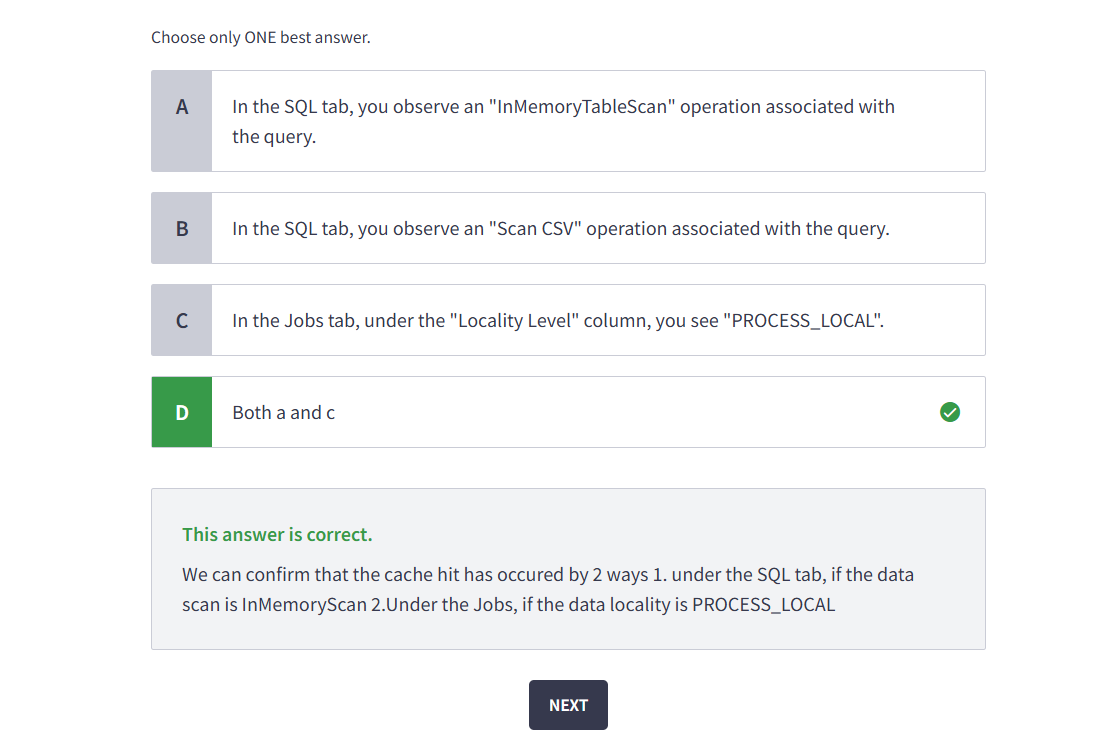 Choose only ONE best answer.
A
In the SQL tab, you observe an "InMemoryTableScan" operation associated with
the query.
B
In the SQL tab, you observe an "Scan CSV" operation associated with the query.
C
In the Jobs tab, under the "Locality Level" column, you see "PROCESS_LOCAL".
D
Both a and c
This answer is correct.
We can confirm that the cache hit has occured by 2 ways 1. under the SQL tab, if the data
scan is InMemoryScan 2.Under the Jobs, if the data locality is PROCESS_LOCAL
NEXT